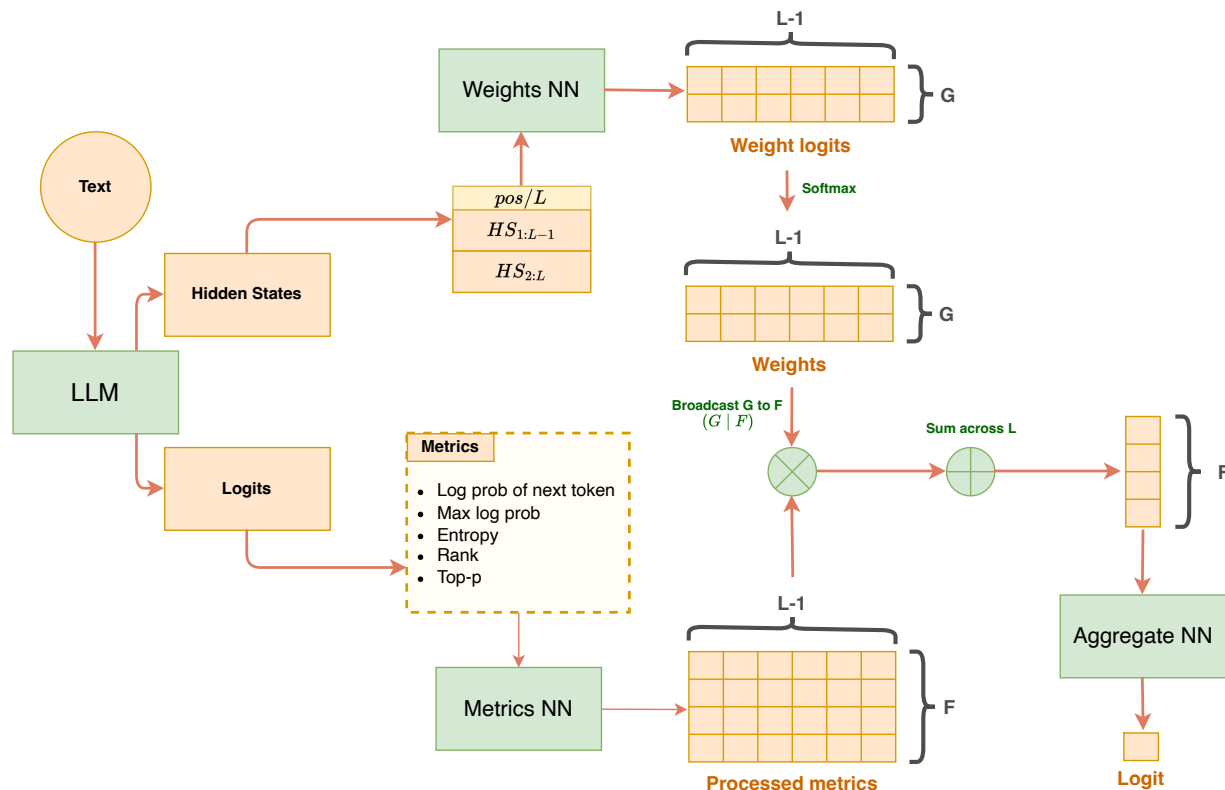 L-1
Weights NN
G
Weight logits
Text
Softmax
pos/L
HS_{1:L-1}
HS_{2:L}
L-1
Hidden States
G
Weights
LLM
Broadcast G to F
(G | F)
Sum across L
Metrics
Logits
• Log prob of next token
• Max log prob
• Entropy
• Rank
• Top-p
F
L-1
Aggregate NN
Metrics NN
F
Processed metrics
Logit